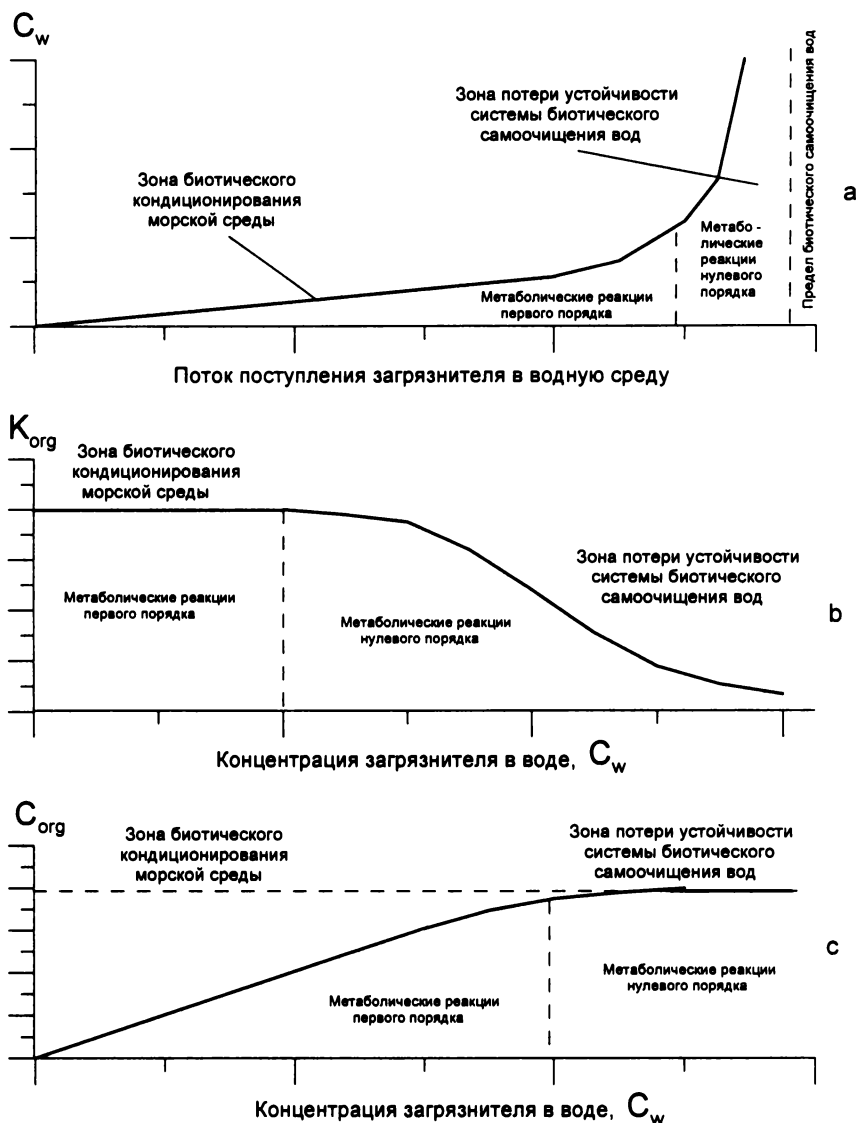 C_w
Зона потери устойчивости
системы биотического
самоочищения вод
Зона биотического
кондиционирования
морской среды
Метабо -
лические
реакции
нулевого
порядка
Предел биотического самоочищения вод
а
Метаболические реакции
первого порядка
Поток поступления загрязнителя в водную среду
K_org
Зона биотического
кондиционирования
морской среды
Зона потери устойчивости
системы биотического
самоочищения вод
Метаболические реакции
первого порядка
Метаболические реакции
нулевого порядка
b
Концентрация загрязнителя в воде, C_w
C_org
Зона биотического
кондиционирования
морской среды
Зона потери устойчивости
системы биотического
самоочищения вод
Метаболические реакции
первого порядка
Метаболические реакции
нулевого порядка
c
Концентрация загрязнителя в воде, C_w